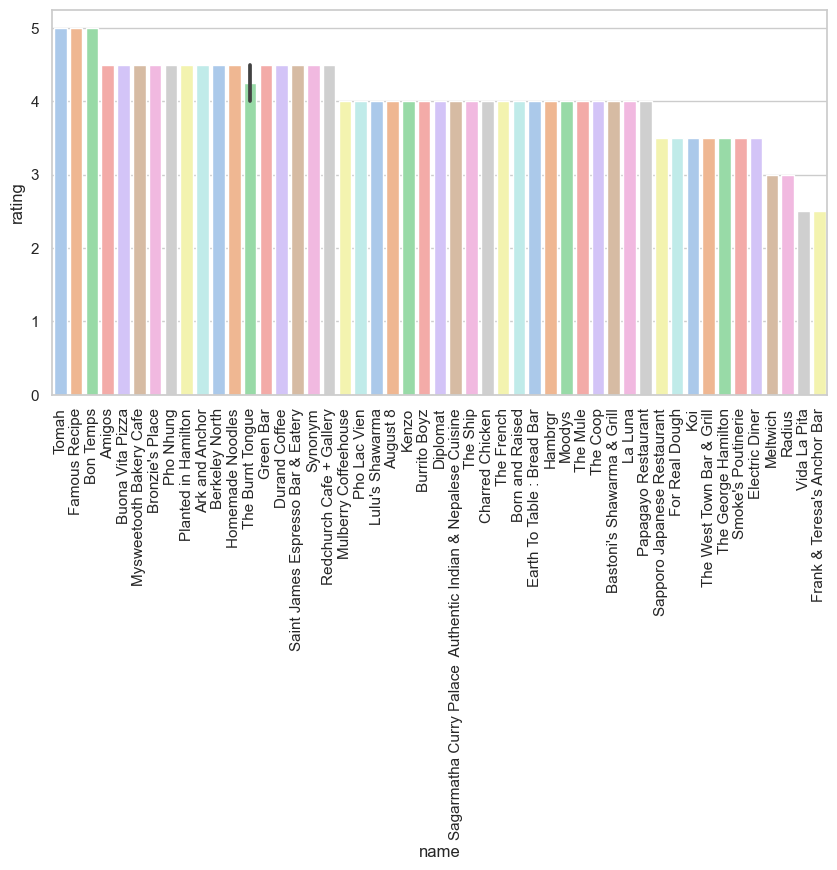 5
4
3
2
1
0
rating
Tomah
Famous Recipe
Bon Temps
Amigos
Buona Vita Pizza
Mysweetooth Bakery Cafe
Bronzie's Place
Pho Nhung
Planted in Hamilton
Ark and Anchor
Berkeley North
Homemade Noodles
The Burnt Tongue
Green Bar
Durand Coffee
Saint James Espresso Bar & Eatery
Synonym
Redchurch Cafe + Gallery
Mulberry Coffeehouse
Pho Lac Vien
Lulu's Shawarma
August 8
Kenzo
Burrito Boyz
Diplomat
Sagarmatha Curry Palace  Authentic Indian & Nepalese Cuisine
The Ship
Charred Chicken
The French
Born and Raised
Earth To Table : Bread Bar
Hambrgr
Moodys
The Mule
The Coop
Bastoni's Shawarma & Grill
La Luna
Papagayo Restaurant
Sapporo Japanese Restaurant
For Real Dough
Koi
The West Town Bar & Grill
The George Hamilton
Smoke's Poutinerie
Electric Diner
Meltwich
Radius
Vida La Pita
Frank & Teresa's Anchor Bar
name